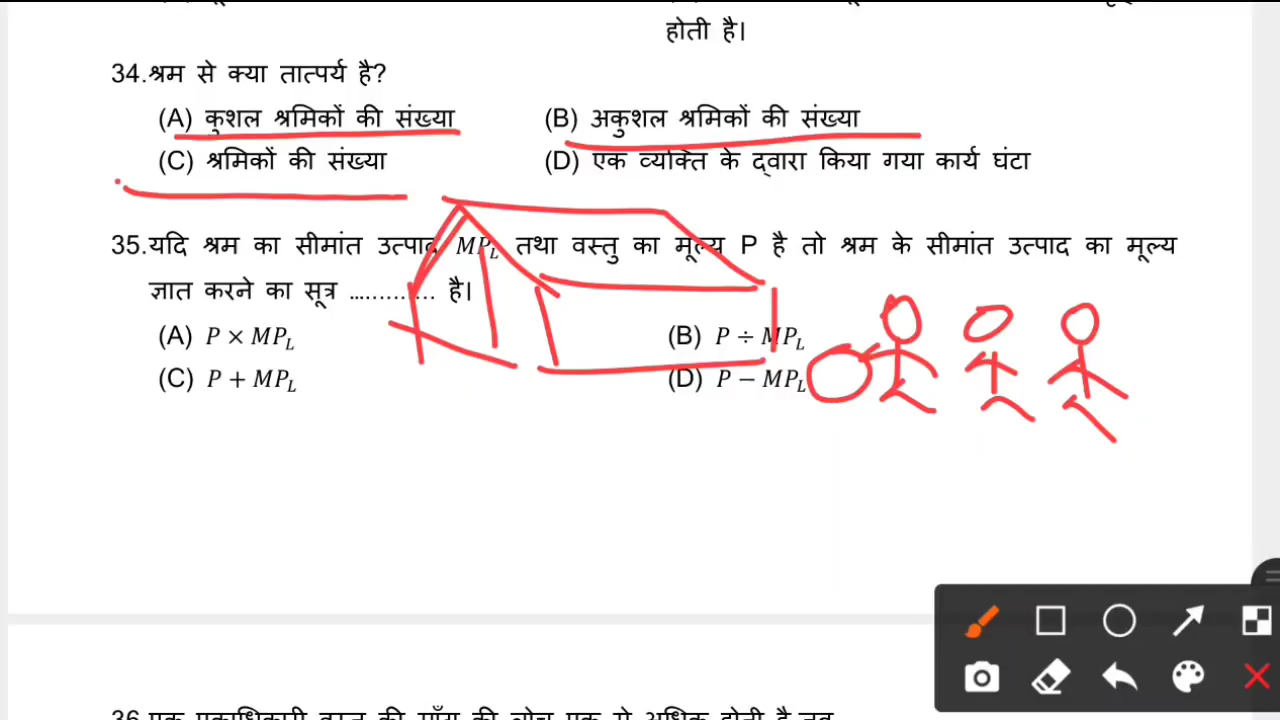 होती है।
34.श्रम से क्या तात्पर्य है?
(A) कुशल श्रमिकों की संख्या (B) अकुशल श्रमिकों की संख्या
(C) श्रमिकों की संख्या (D) एक व्यक्ति के द्वारा किया गया कार्य घंटा
35.यदि श्रम का सीमांत उत्पाद MP_L तथा वस्तु का मूल्य P है तो श्रम के सीमांत उत्पाद का मूल्य
ज्ञात करने का सूत्र ............ है।
(A) P × MP_L (B) P ÷ MP_L
(C) P + MP_L (D) P − MP_L